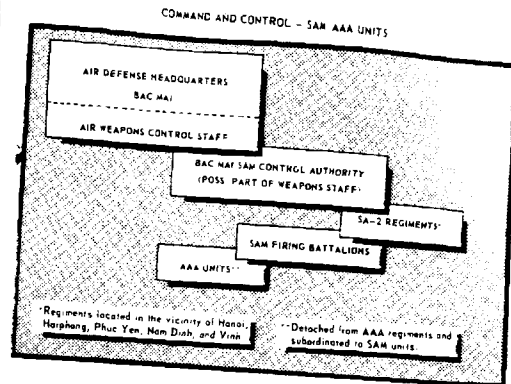 COMMAND AND CONTROL - SAM AAA UNITS
AIR DEFENSE HEADQUARTERS
BAC MAI
AIR WEAPONS CONTROL STAFF
BAC MAI SAM CONTROL AUTHORITY
(POSS. PART OF WEAPONS STAFF)
SA-2 REGIMENTS*
SAM FIRING BATTALIONS
AAA UNITS**
*Regiments located in the vicinity of Hanoi,
Haiphong, Phuc Yen, Nam Dinh, and Vinh
**Detached from AAA regiments and
subordinated to SAM units.